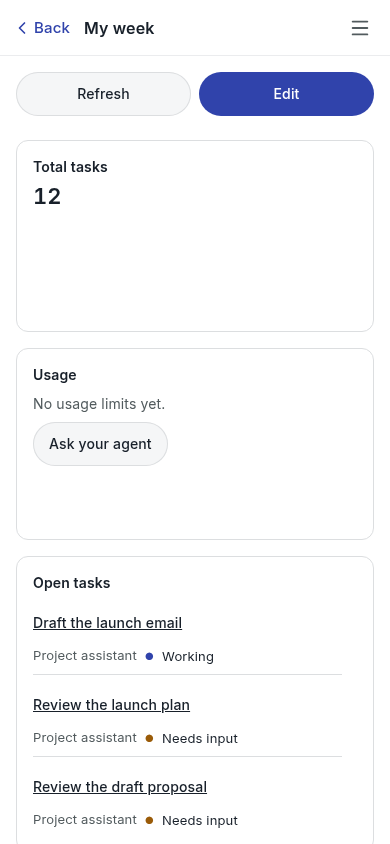 Back My week
Refresh Edit
Total tasks
12
Usage
No usage limits yet.
Ask your agent
Open tasks
Draft the launch email
Project assistant Working
Review the launch plan
Project assistant Needs input
Review the draft proposal
Project assistant Needs input